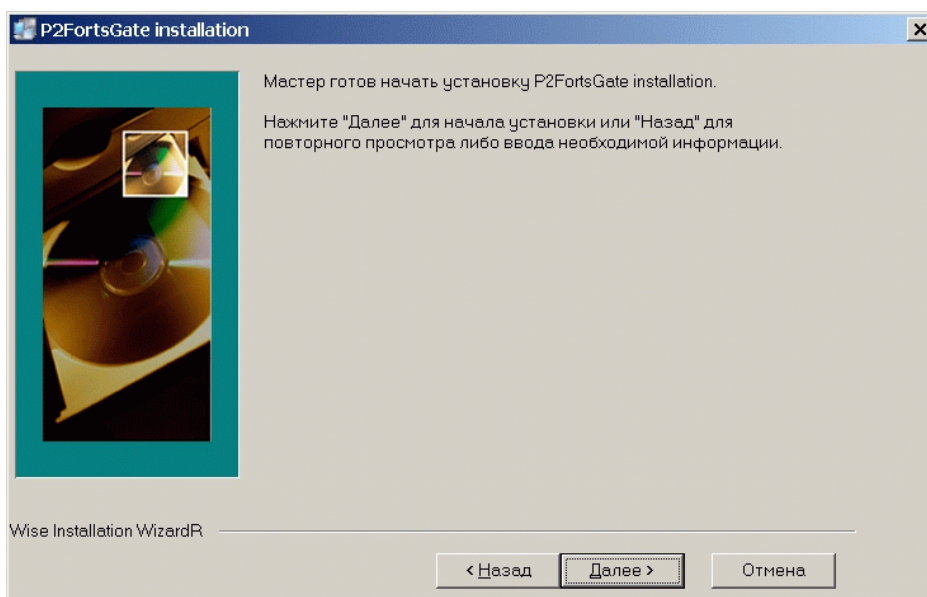 P2FortsGate installation
Мастер готов начать установку P2FortsGate installation.
Нажмите "Далее" для начала установки или "Назад" для
повторного просмотра либо ввода необходимой информации.
Wise Installation WizardR
< Назад
Далее >
Отмена